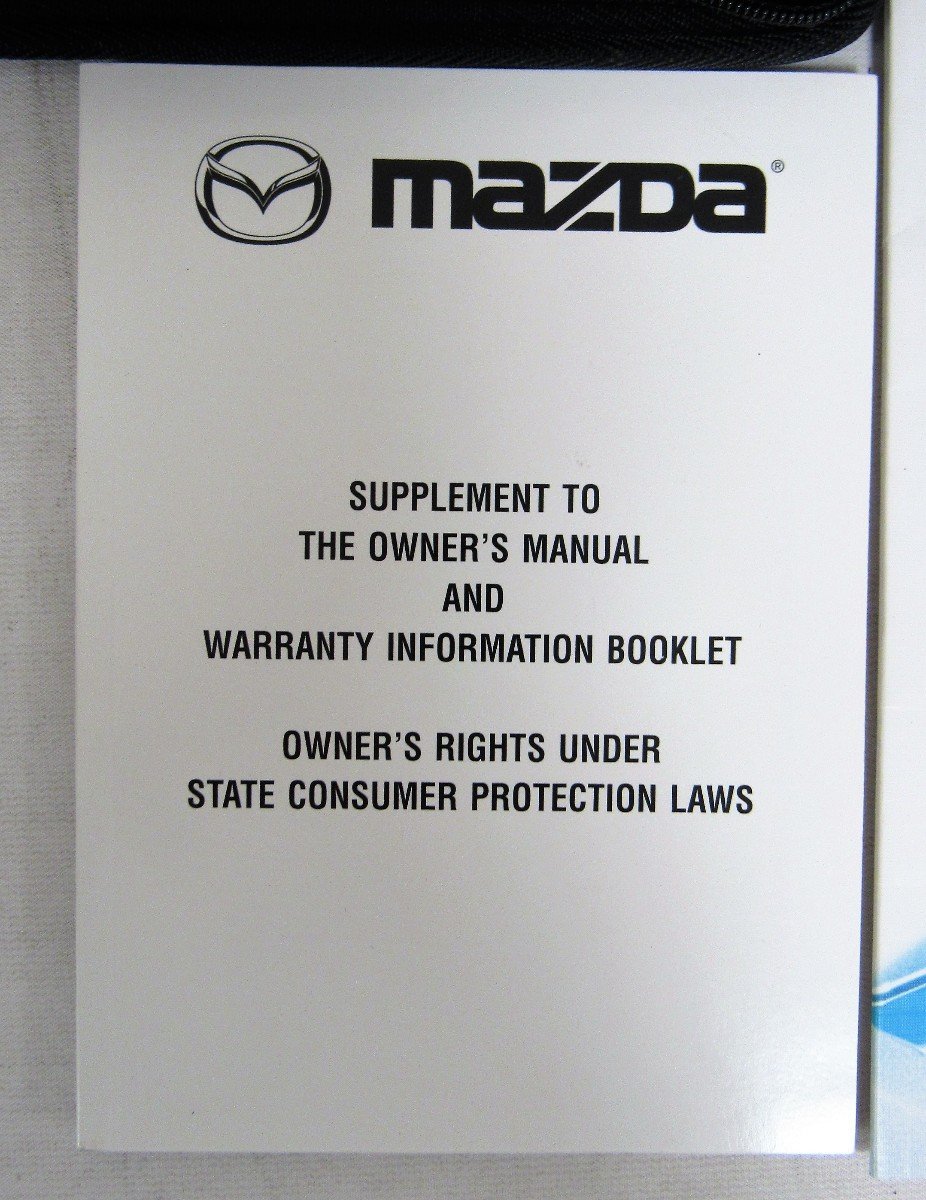 mazda®
SUPPLEMENT TO
THE OWNER'S MANUAL
AND
WARRANTY INFORMATION BOOKLET
OWNER'S RIGHTS UNDER
STATE CONSUMER PROTECTION LAWS